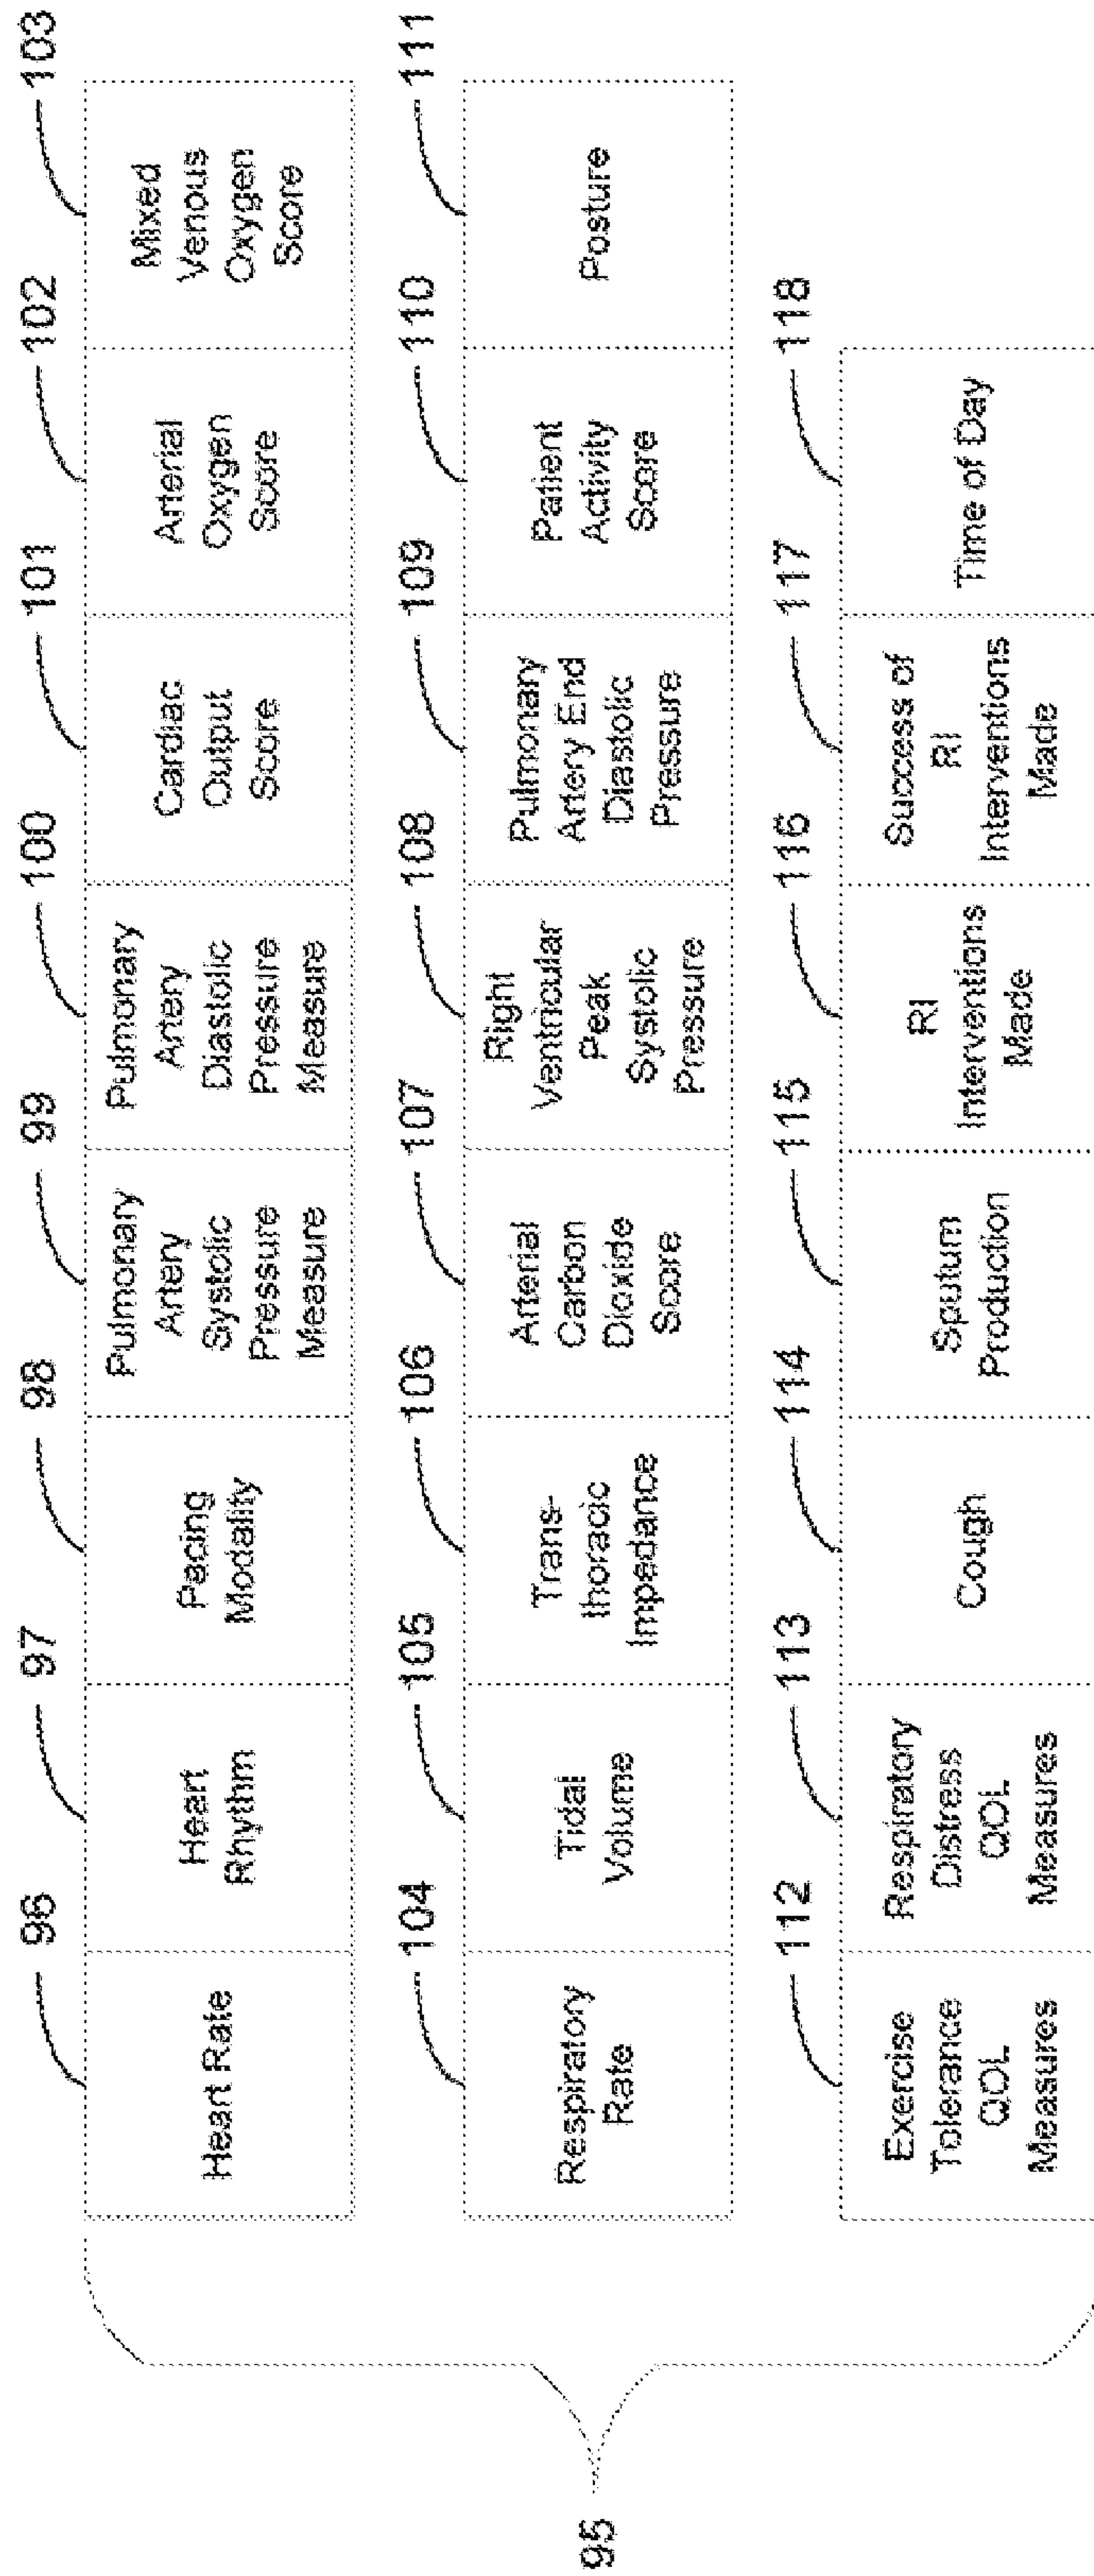 96
97
98
99
100
101
102
103
Heart Rate
Heart
Rhythm
Pacing
Modality
Pulmonary
Artery
Systolic
Pressure
Measure
Pulmonary
Artery
Diastolic
Pressure
Measure
Cardiac
Output
Score
Arterial
Oxygen
Score
Mixed
Venous
Oxygen
Score
104
105
106
107
108
109
110
111
Respiratory
Rate
Tidal
Volume
Trans-
thoracic
Impedance
Arterial
Carbon
Dioxide
Score
Right
Ventricular
Peak
Systolic
Pressure
Pulmonary
Artery End
Diastolic
Pressure
Patient
Activity
Score
Posture
112
113
114
115
116
117
118
Exercise
Tolerance
QOL
Measures
Respiratory
Distress
QOL
Measures
Cough
Sputum
Production
RI
Interventions
Made
Success of
RI
Interventions
Made
Time of Day
95